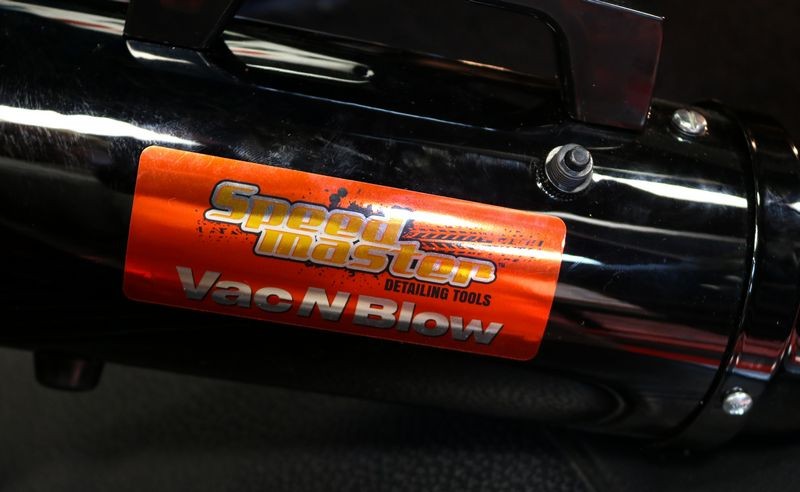 Speed
master
DETAILING TOOLS
Vac N Blow